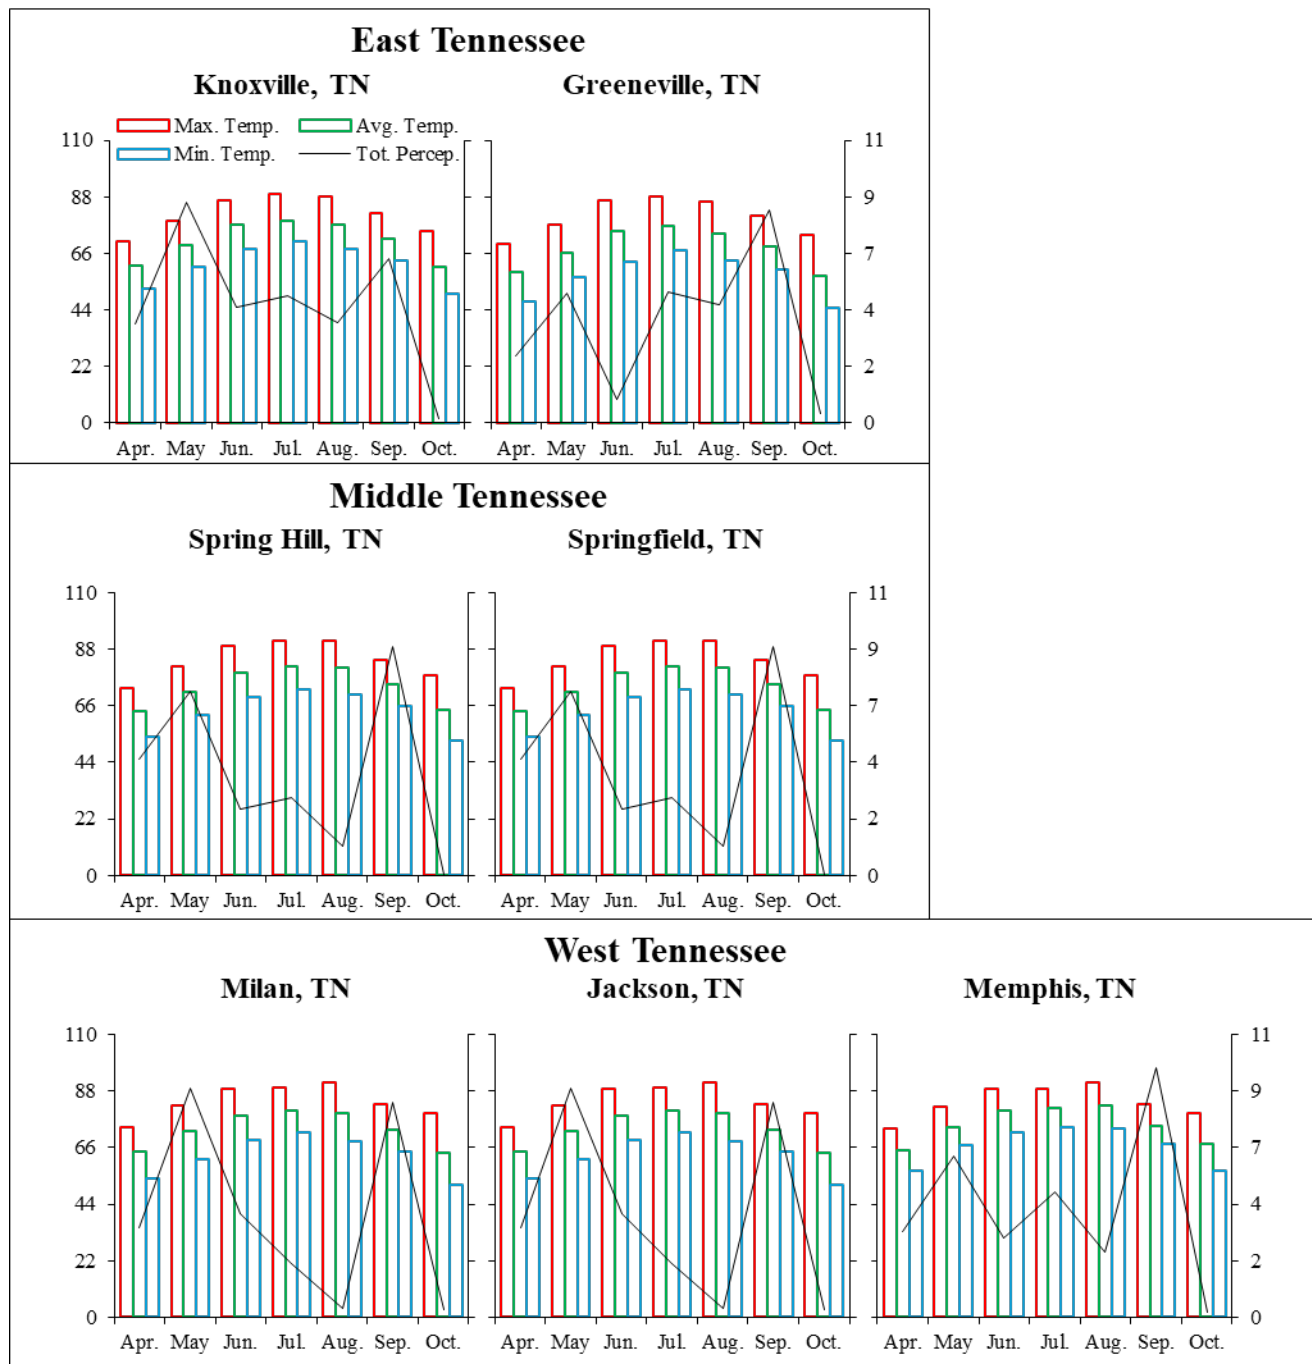 East Tennessee
Knoxville, TN Greeneville, TN
Max. Temp. Avg. Temp.
Min. Temp. Tot. Percep.
110 11
88 9
66 7
44 4
22 2
0 0
Apr. May Jun. Jul. Aug. Sep. Oct. Apr. May Jun. Jul. Aug. Sep. Oct.
Middle Tennessee
Spring Hill, TN Springfield, TN
110 11
88 9
66 7
44 4
22 2
0 0
Apr. May Jun. Jul. Aug. Sep. Oct. Apr. May Jun. Jul. Aug. Sep. Oct.
West Tennessee
Milan, TN Jackson, TN Memphis, TN
110 11
88 9
66 7
44 4
22 2
0 0
Apr. May Jun. Jul. Aug. Sep. Oct. Apr. May Jun. Jul. Aug. Sep. Oct. Apr. May Jun. Jul. Aug. Sep. Oct.